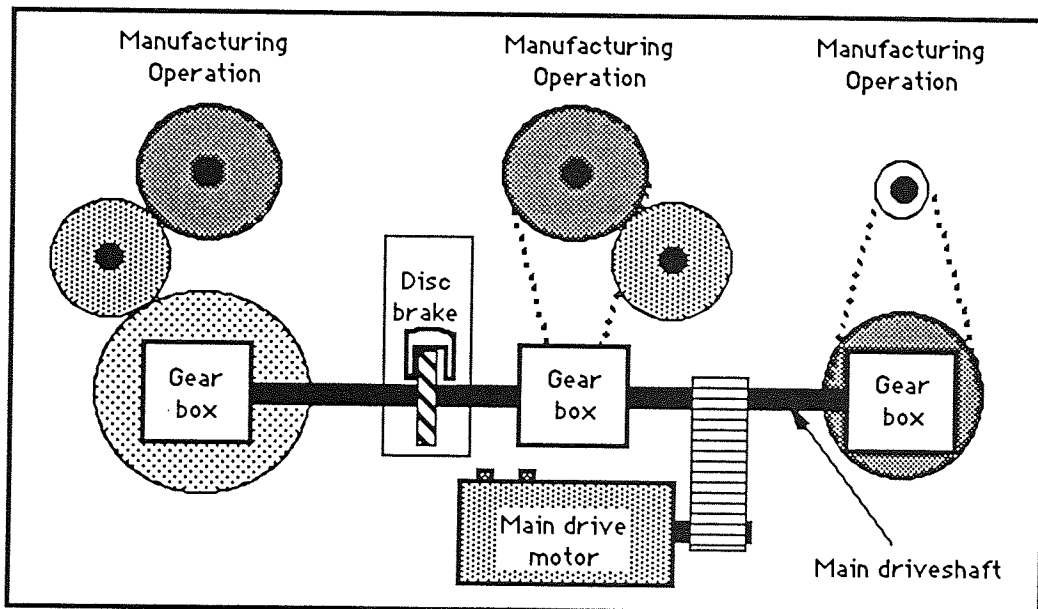 Manufacturing
Operation
Manufacturing
Operation
Manufacturing
Operation
Disc
brake
Gear
box
Gear
box
Gear
box
Main drive
motor
Main driveshaft